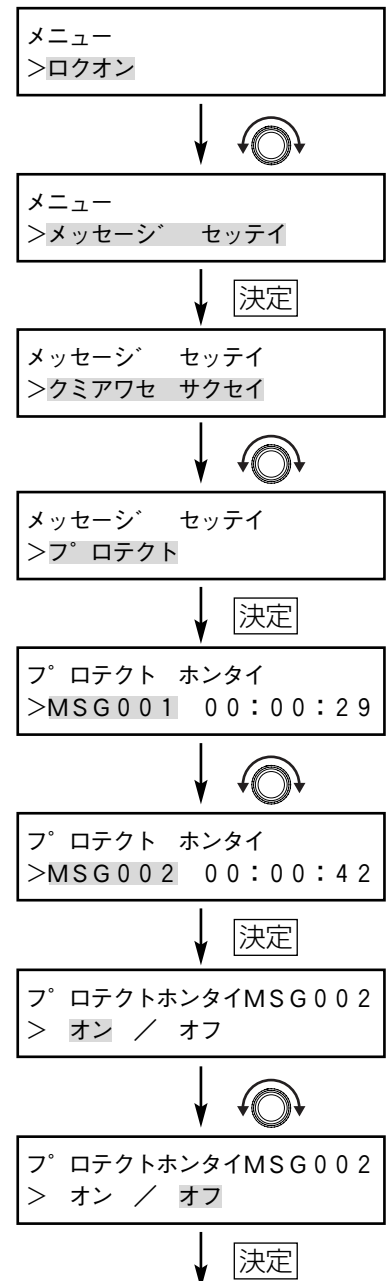 メニュー
>ロクオン
メニュー
>メッセージ セッテイ
決定
メッセージ セッテイ
>クミアワセ サクセイ
メッセージ セッテイ
>プロテクト
決定
プロテクト ホンタイ
>MSG001 00:00:29
プロテクト ホンタイ
>MSG002 00:00:42
決定
プロテクトホンタイMSG002
> オン / オフ
プロテクトホンタイMSG002
> オン / オフ
決定